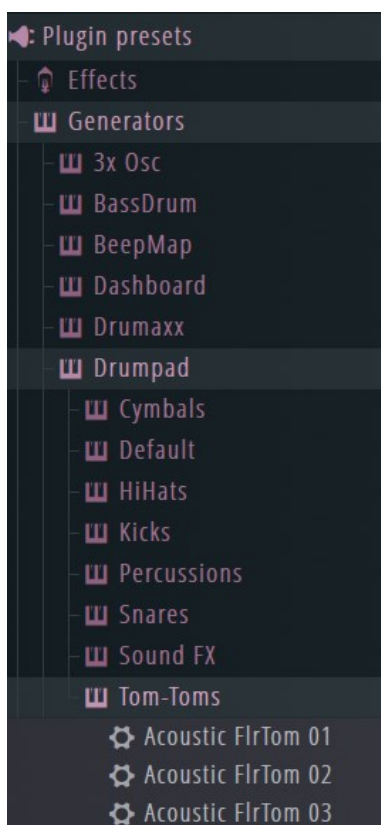 Plugin presets
Effects
Generators
3x Osc
BassDrum
BeepMap
Dashboard
Drumaxx
Drumpad
Cymbals
Default
HiHats
Kicks
Percussions
Snares
Sound FX
Tom-Toms
Acoustic FlrTom 01
Acoustic FlrTom 02
Acoustic FlrTom 03